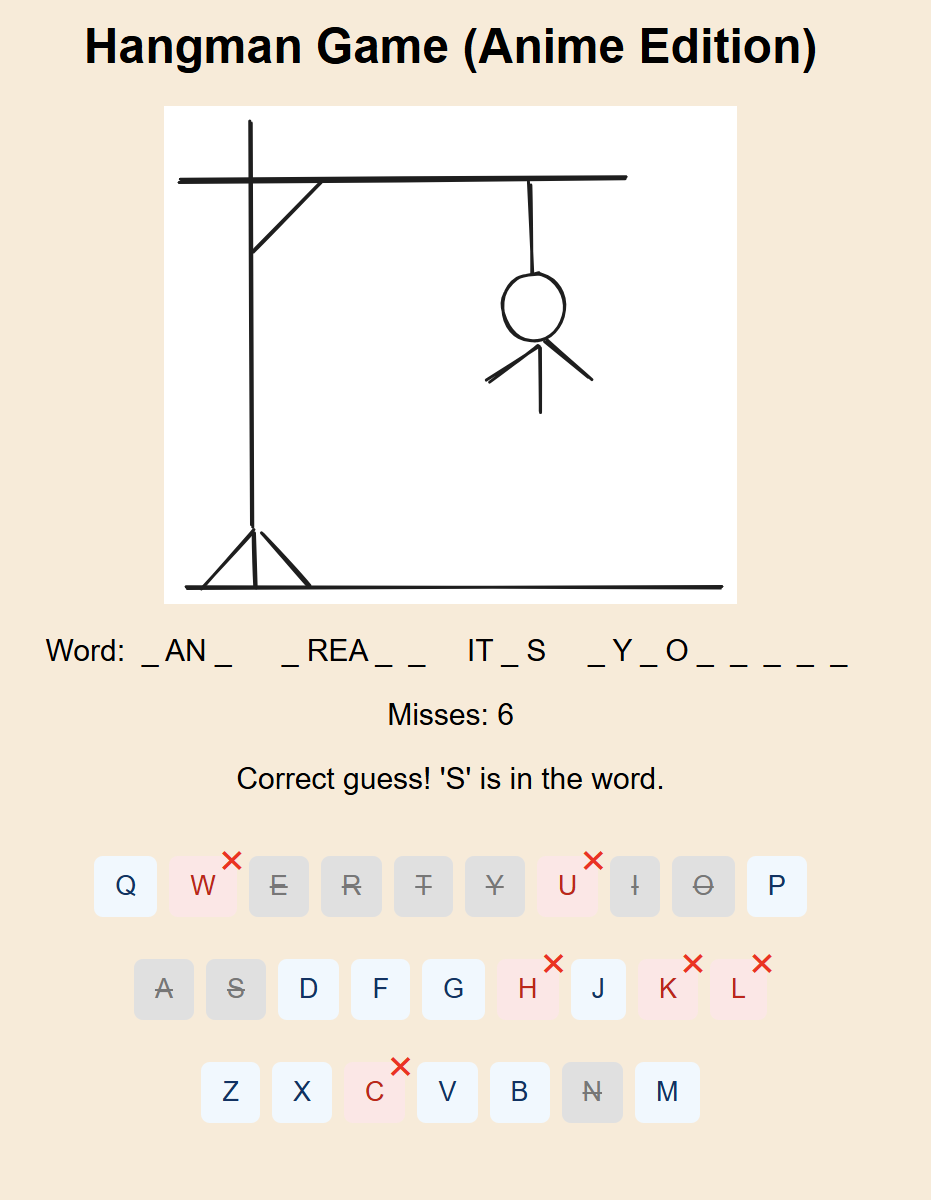 Hangman Game (Anime Edition)
Word: _ AN _ _ REA _ _ IT _ S _ Y _ O _ _ _ _ _
Misses: 6
Correct guess! 'S' is in the word.
Q W E R T Y U I O P
A S D F G H J K L
Z X C V B N M